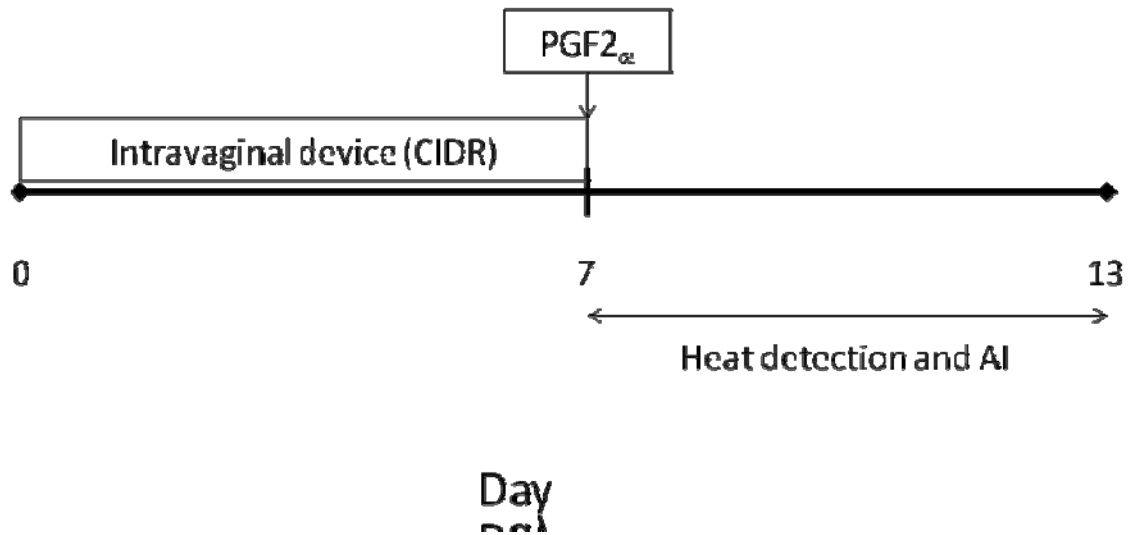 PGF2α
Intravaginal device (CIDR)
0 7 13
Heat detection and AI
Day